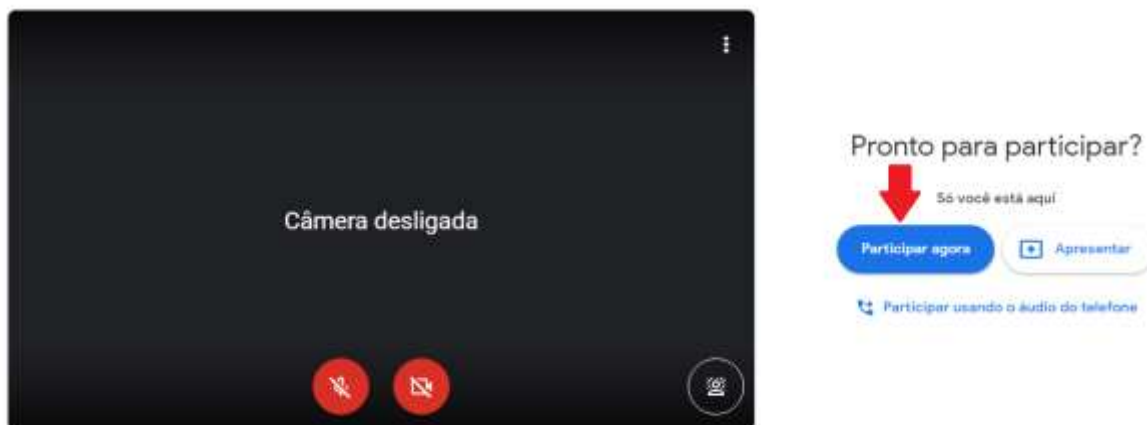 Câmera desligada
Pronto para participar?
Só você está aqui
Participar agora
Apresentar
Participar usando o áudio do telefone